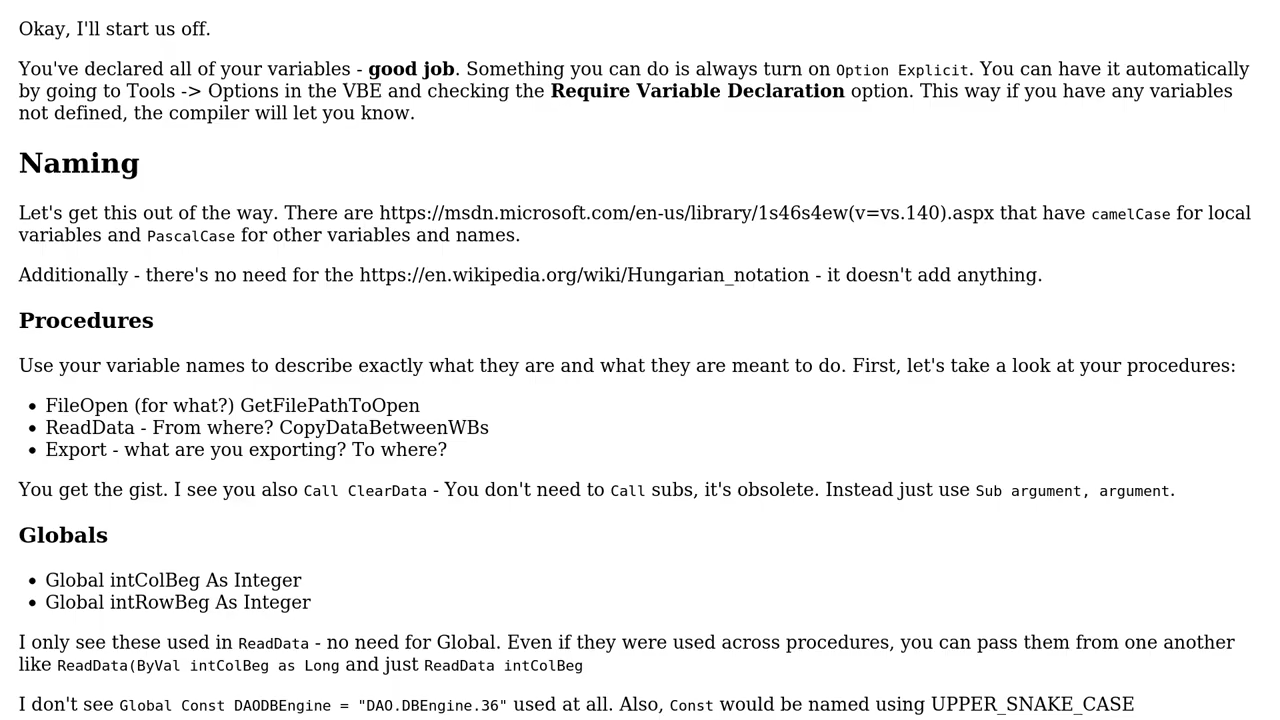 Okay, I'll start us off.
You've declared all of your variables - good job. Something you can do is always turn on Option Explicit. You can have it automatically
by going to Tools -> Options in the VBE and checking the Require Variable Declaration option. This way if you have any variables
not defined, the compiler will let you know.
Naming
Let's get this out of the way. There are https://msdn.microsoft.com/en-us/library/1s46s4ew(v=vs.140).aspx that have camelCase for local
variables and PascalCase for other variables and names.
Additionally - there's no need for the https://en.wikipedia.org/wiki/Hungarian_notation - it doesn't add anything.
Procedures
Use your variable names to describe exactly what they are and what they are meant to do. First, let's take a look at your procedures:
• FileOpen (for what?) GetFilePathToOpen
• ReadData - From where? CopyDataBetweenWBs
• Export - what are you exporting? To where?
You get the gist. I see you also Call ClearData - You don't need to Call subs, it's obsolete. Instead just use Sub argument, argument.
Globals
• Global intColBeg As Integer
• Global intRowBeg As Integer
I only see these used in ReadData - no need for Global. Even if they were used across procedures, you can pass them from one another
like ReadData(ByVal intColBeg as Long and just ReadData intColBeg
I don't see Global Const DAODBEngine = "DAO.DBEngine.36" used at all. Also, Const would be named using UPPER_SNAKE_CASE